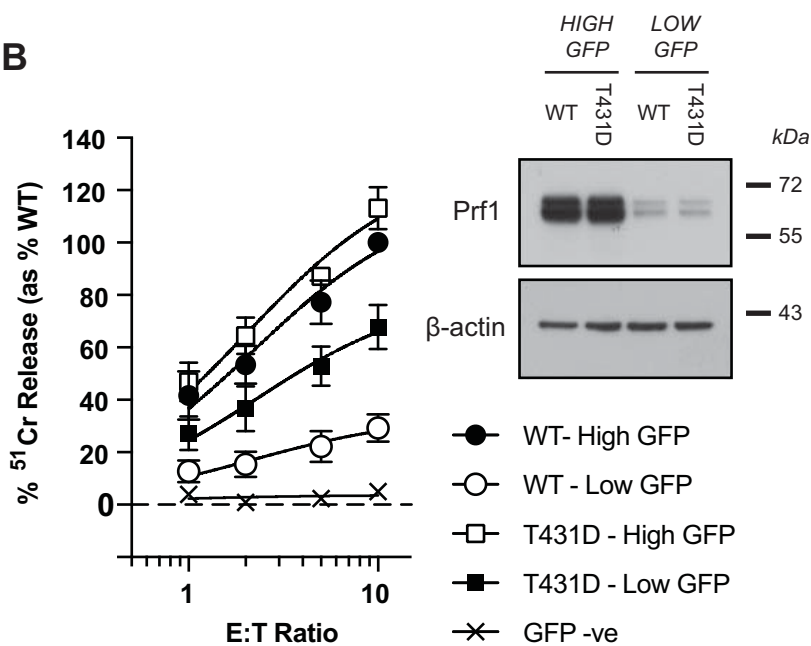 B
HIGH GFP
LOW GFP
WT
T431D
WT
T431D
kDa
Prf1
72
55
β-actin
43
% ⁵¹Cr Release (as % WT)
140
120
100
80
60
40
20
0
1
10
E:T Ratio
WT- High GFP
WT - Low GFP
T431D - High GFP
T431D - Low GFP
GFP -ve